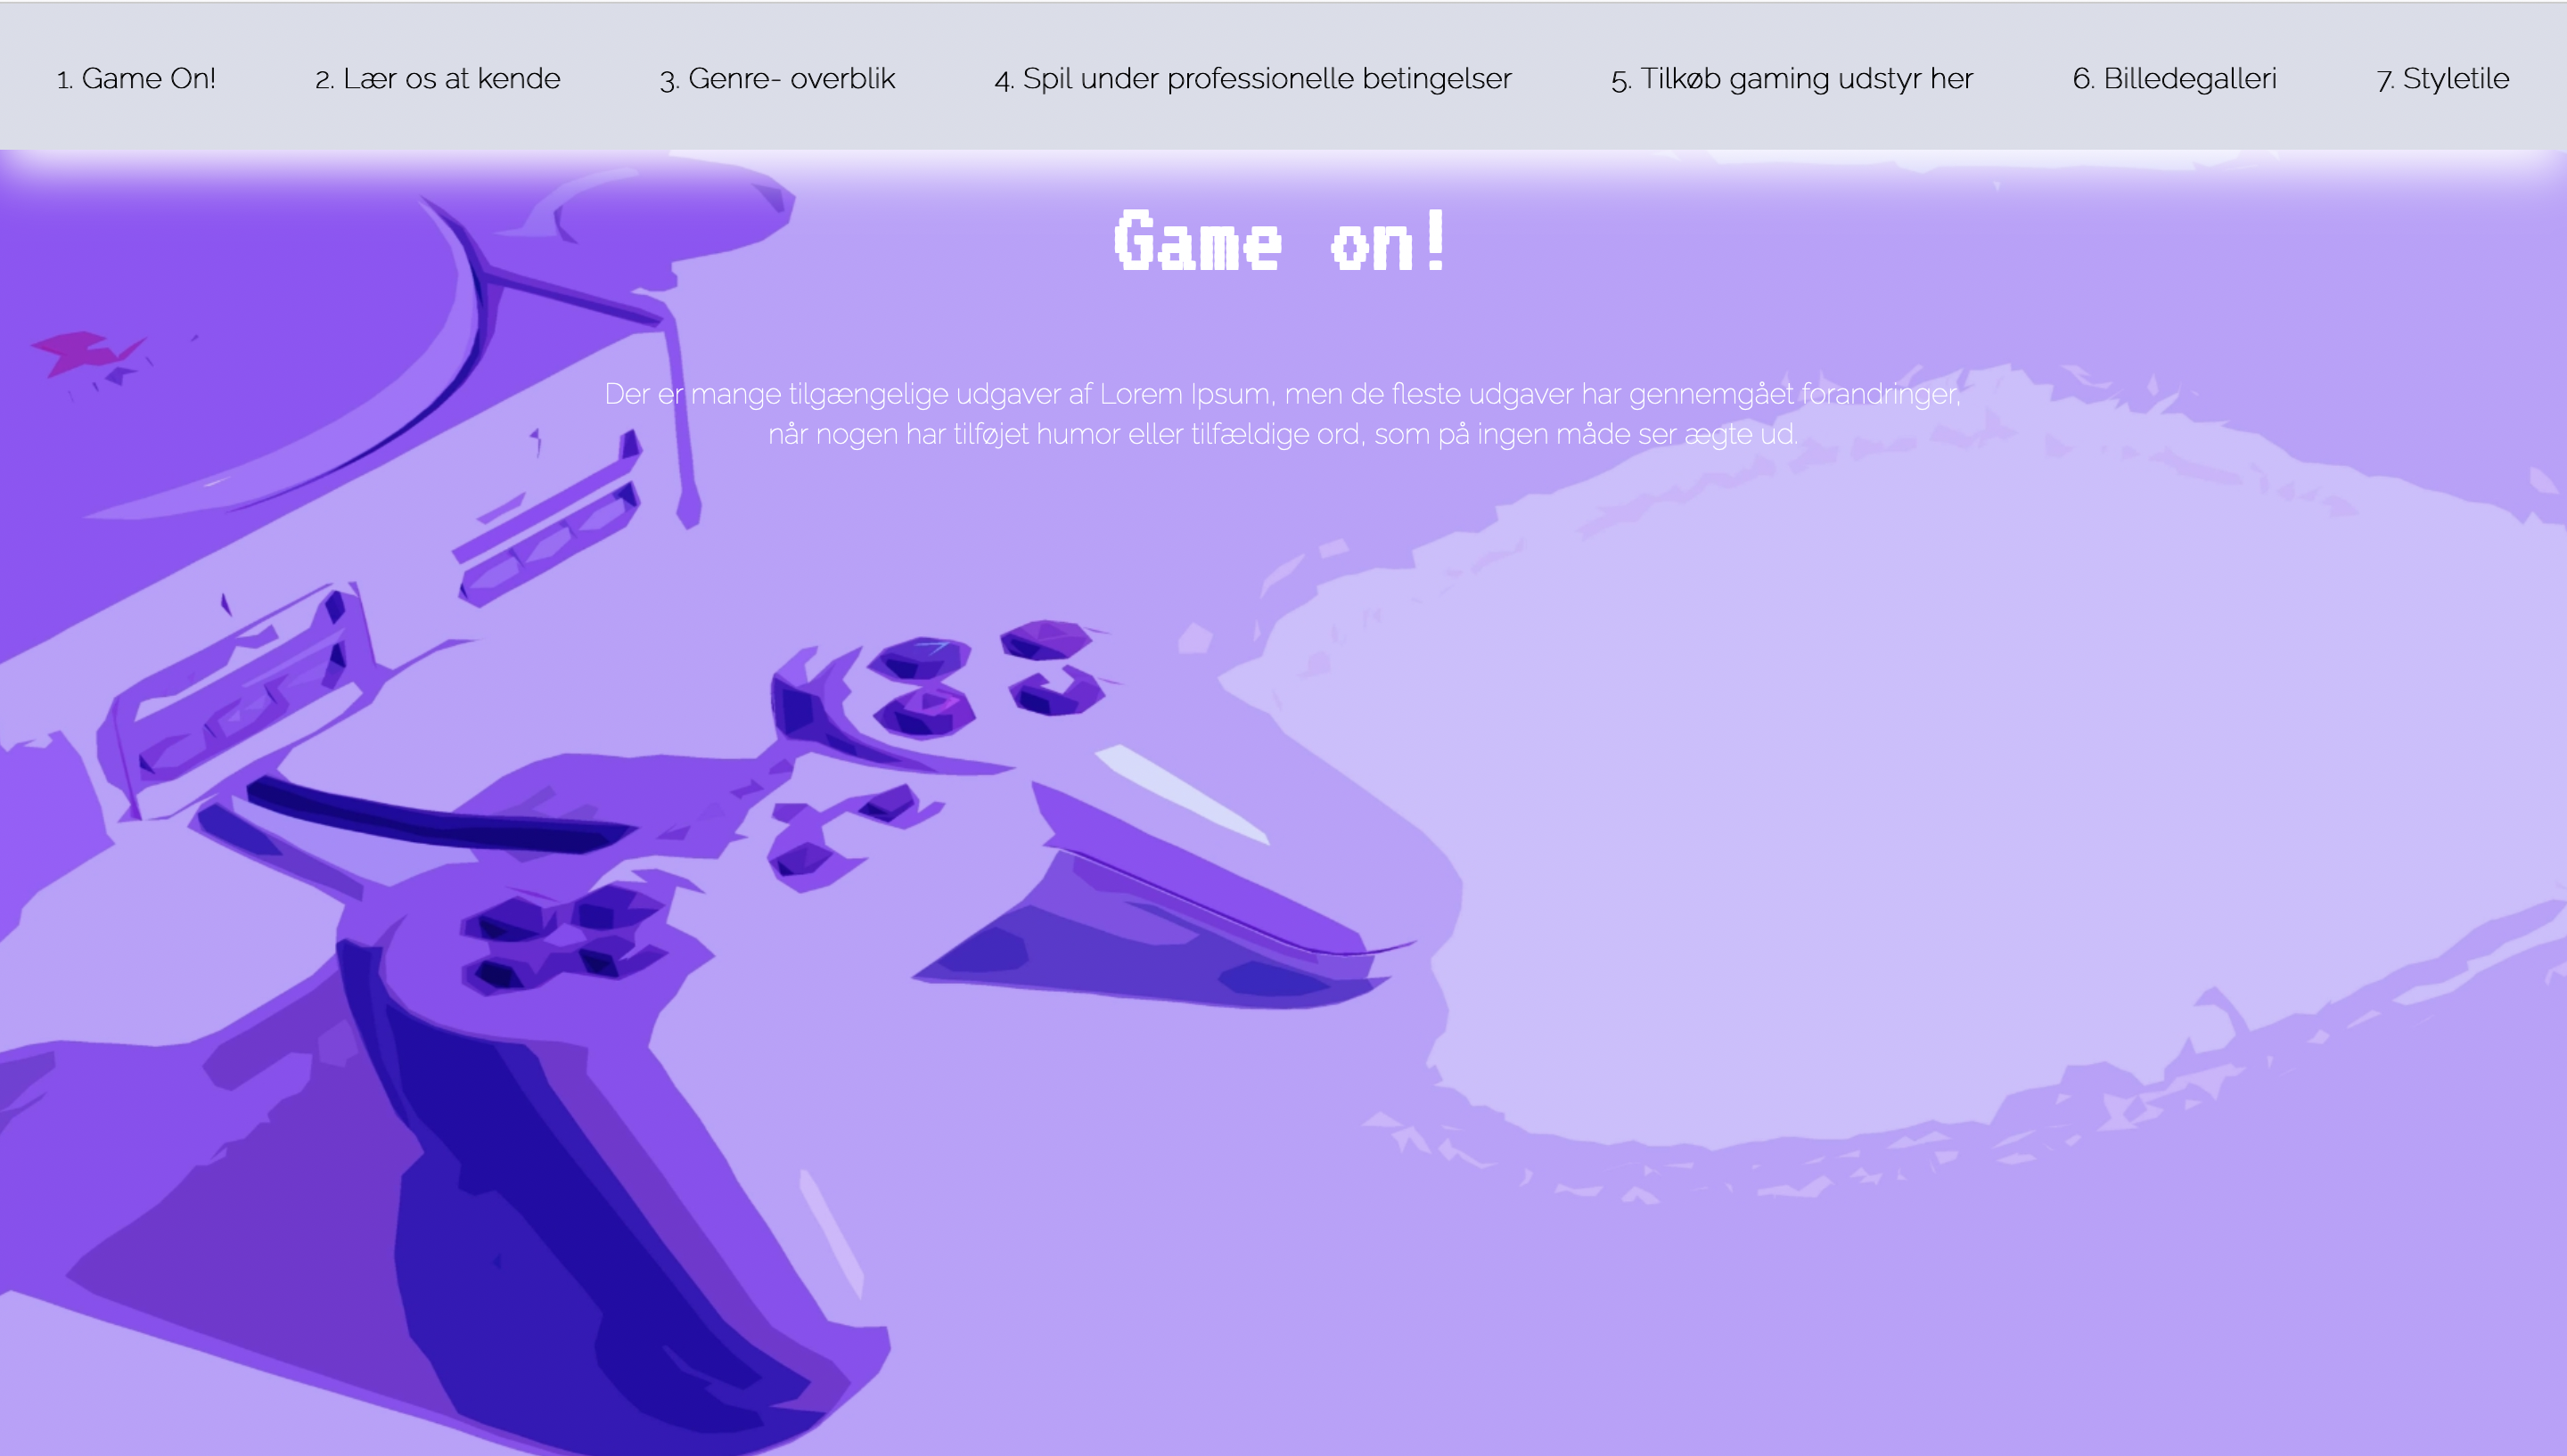 1. Game On!
2. Lær os at kende
3. Genre- overblik
4. Spil under professionelle betingelser
5. Tilkøb gaming udstyr her
6. Billedegalleri
7. Styletile
Game on!
Der er mange tilgængelige udgaver af Lorem Ipsum, men de fleste udgaver har gennemgået forandringer,
når nogen har tilføjet humor eller tilfældige ord, som på ingen måde ser ægte ud.